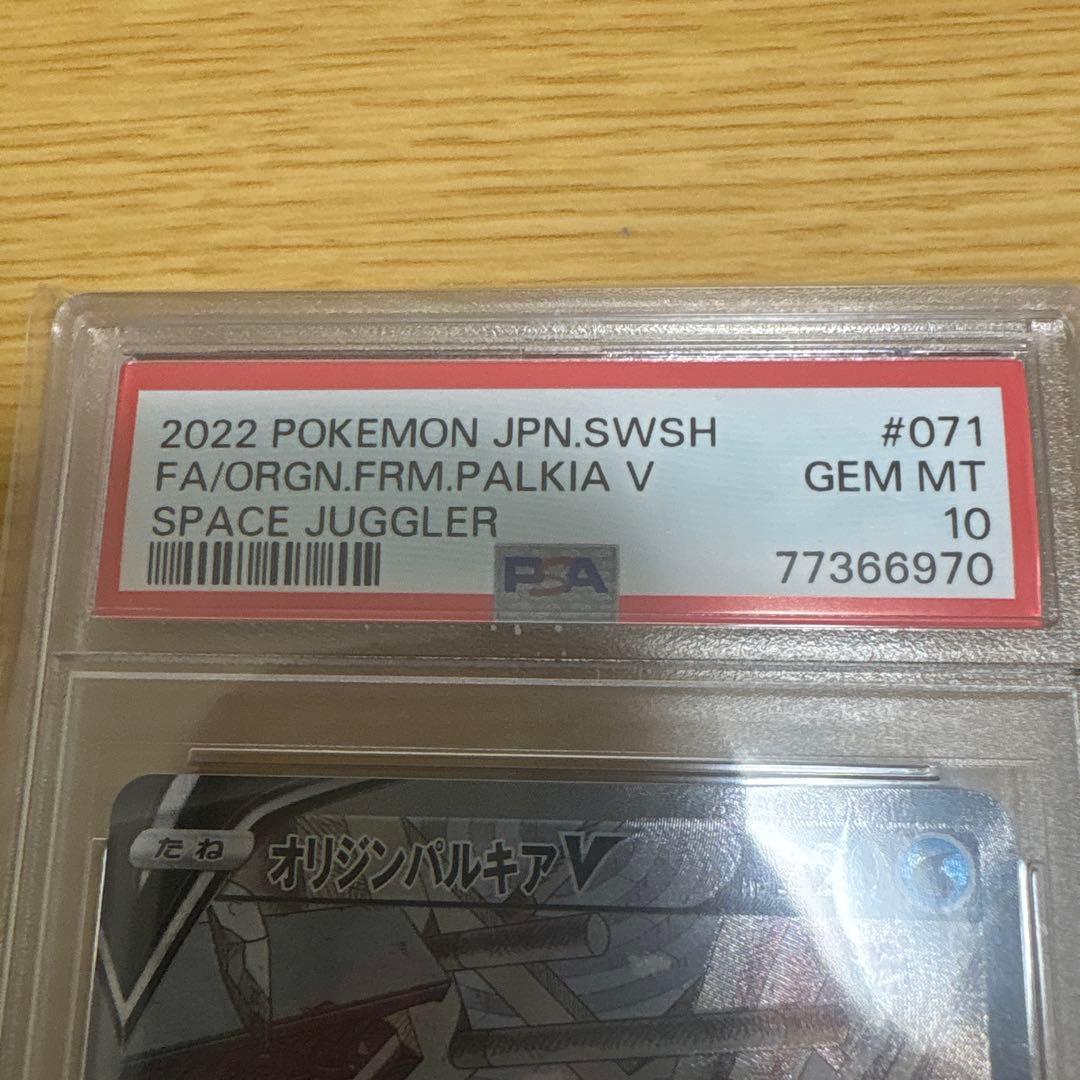 2022 POKEMON JPN.SWSH #071
FA/ORGN.FRM.PALKIA V GEM MT
SPACE JUGGLER 10
PSA 77366970
たね オリジンパルキアV